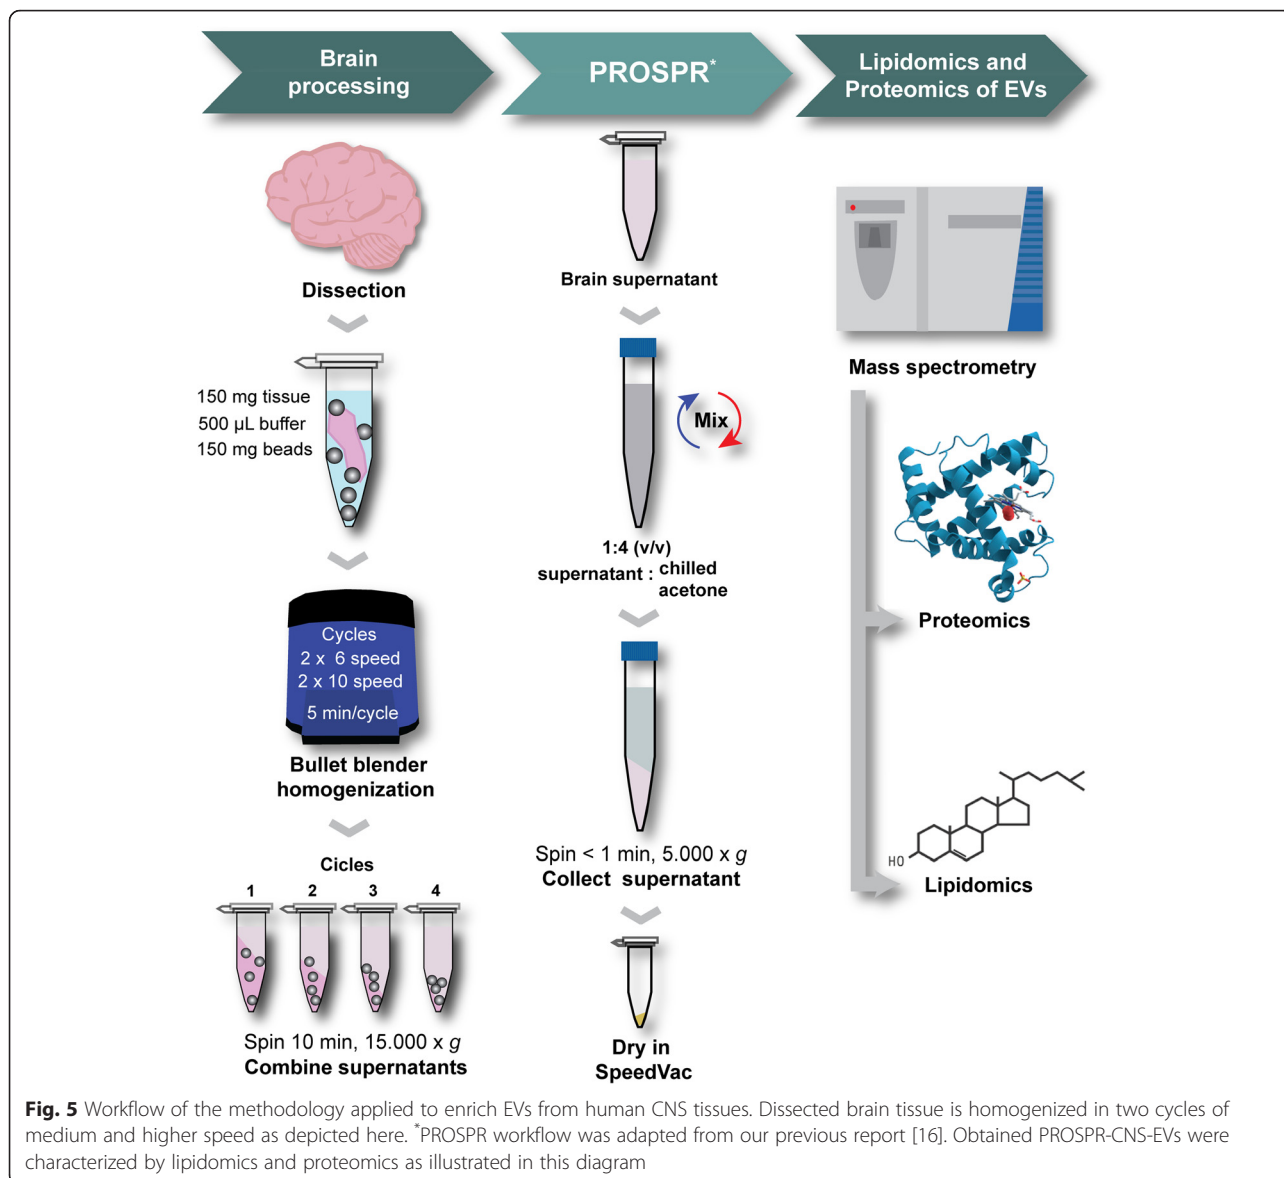 Brain
processing
PROSPR*
Lipidomics and
Proteomics of EVs
Dissection
150 mg tissue
500 µL buffer
150 mg beads
Cycles
2 x 6 speed
2 x 10 speed
5 min/cycle
Bullet blender
homogenization
Cicles
1 2 3 4
Spin 10 min, 15.000 x g
Combine supernatants
Brain supernatant
Mix
1:4 (v/v)
supernatant : chilled
acetone
Spin < 1 min, 5.000 x g
Collect supernatant
Dry in
SpeedVac
Mass spectrometry
Proteomics
HO
Lipidomics
Fig. 5 Workflow of the methodology applied to enrich EVs from human CNS tissues. Dissected brain tissue is homogenized in two cycles of
medium and higher speed as depicted here. *PROSPR workflow was adapted from our previous report [16]. Obtained PROSPR-CNS-EVs were
characterized by lipidomics and proteomics as illustrated in this diagram